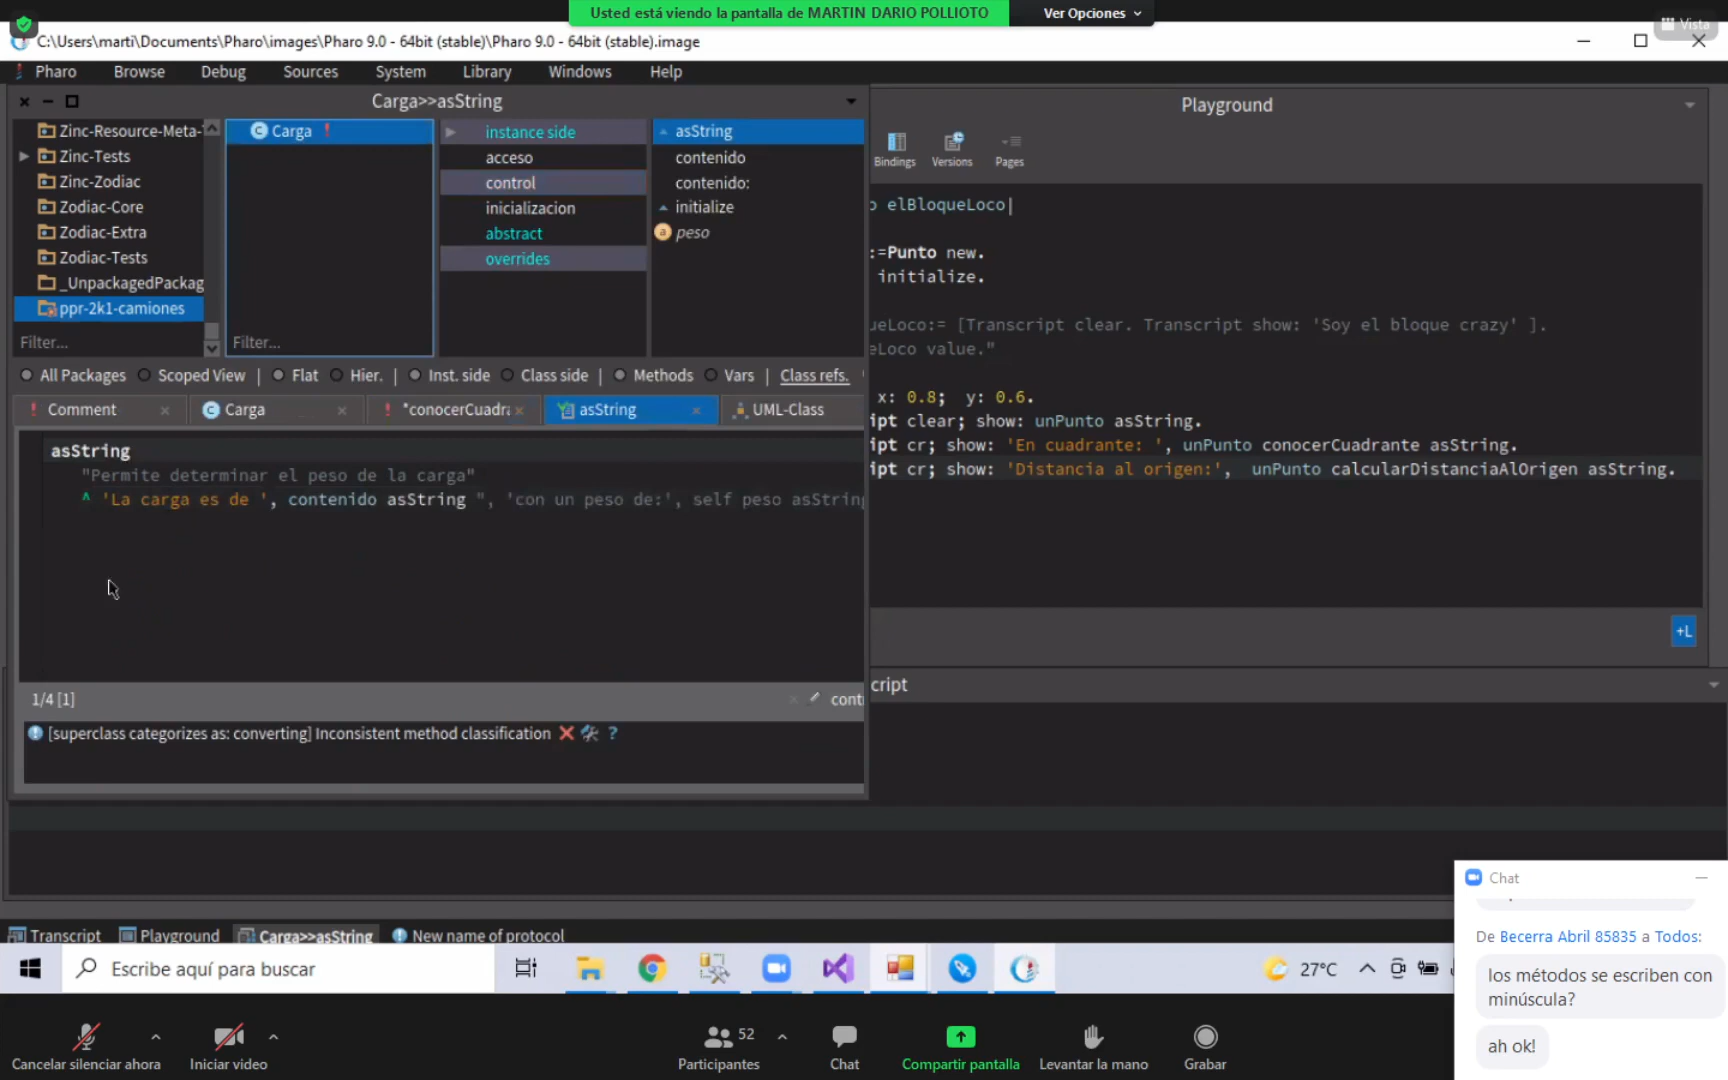 Usted está viendo la pantalla de MARTIN DARIO POLLIOTO
Ver Opciones
Vista
C:\Users\marti\Documents\Pharo\images\Pharo 9.0 - 64bit (stable)\Pharo 9.0 - 64bit (stable).image
Pharo Browse Debug Sources System Library Windows Help
Carga>>asString
Zinc-Resource-Meta-
Zinc-Tests
Zinc-Zodiac
Zodiac-Core
Zodiac-Extra
Zodiac-Tests
_UnpackagedPackag
ppr-2k1-camiones
Filter...
Carga
Filter...
instance side
acceso
control
inicializacion
abstract
overrides
asString
contenido
contenido:
initialize
peso
All Packages Scoped View | Flat Hier. | Inst. side Class side | Methods Vars | Class refs.
Comment Carga *conocerCuadra asString UML-Class
asString
"Permite determinar el peso de la carga"
^ 'La carga es de ', contenido asString ", 'con un peso de:', self peso asString
1/4 [1]
cont
[superclass categorizes as: converting] Inconsistent method classification
Playground
Bindings Versions Pages
o elBloqueLoco|
:=Punto new.
initialize.
ueLoco:= [Transcript clear. Transcript show: 'Soy el bloque crazy' ].
eLoco value."
x: 0.8; y: 0.6.
ipt clear; show: unPunto asString.
ipt cr; show: 'En cuadrante: ', unPunto conocerCuadrante asString.
ipt cr; show: 'Distancia al origen:', unPunto calcularDistanciaAlOrigen asString.
+L
cript
Transcript Playground Carga>>asString New name of protocol
Escribe aquí para buscar
27°C
Chat
De Becerra Abril 85835 a Todos:
los métodos se escriben con
minúscula?
ah ok!
Cancelar silenciar ahora
Iniciar video
52
Participantes
Chat
Compartir pantalla
Levantar la mano
Grabar